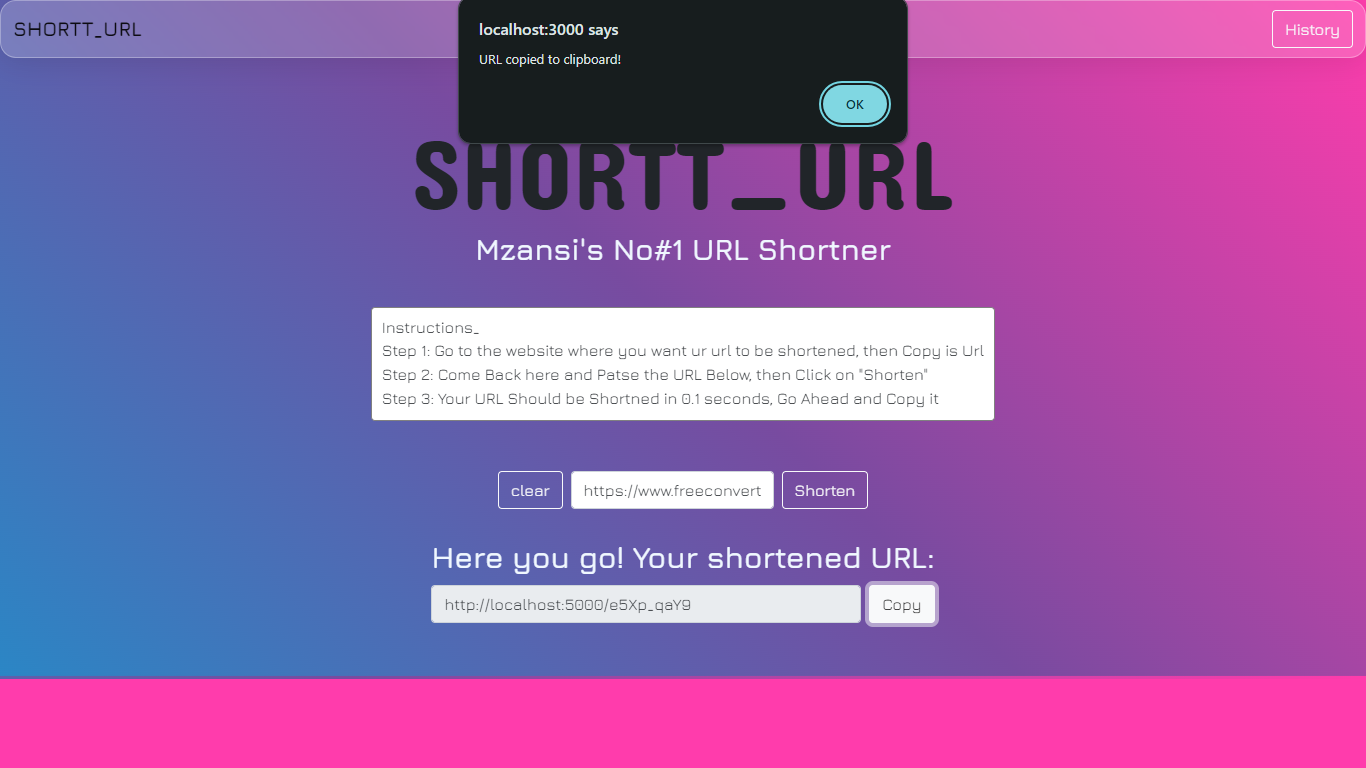 SHORTT_URL
History
localhost:3000 says
URL copied to clipboard!
OK
SHORTT_URL
Mzansi's No#1 URL Shortner
Instructions_
Step 1: Go to the website where you want ur url to be shortened, then Copy is Url
Step 2: Come Back here and Patse the URL Below, then Click on "Shorten"
Step 3: Your URL Should be Shortned in 0.1 seconds, Go Ahead and Copy it
clear
https://www.freeconvert
Shorten
Here you go! Your shortened URL:
http://localhost:5000/e5Xp_qaY9
Copy